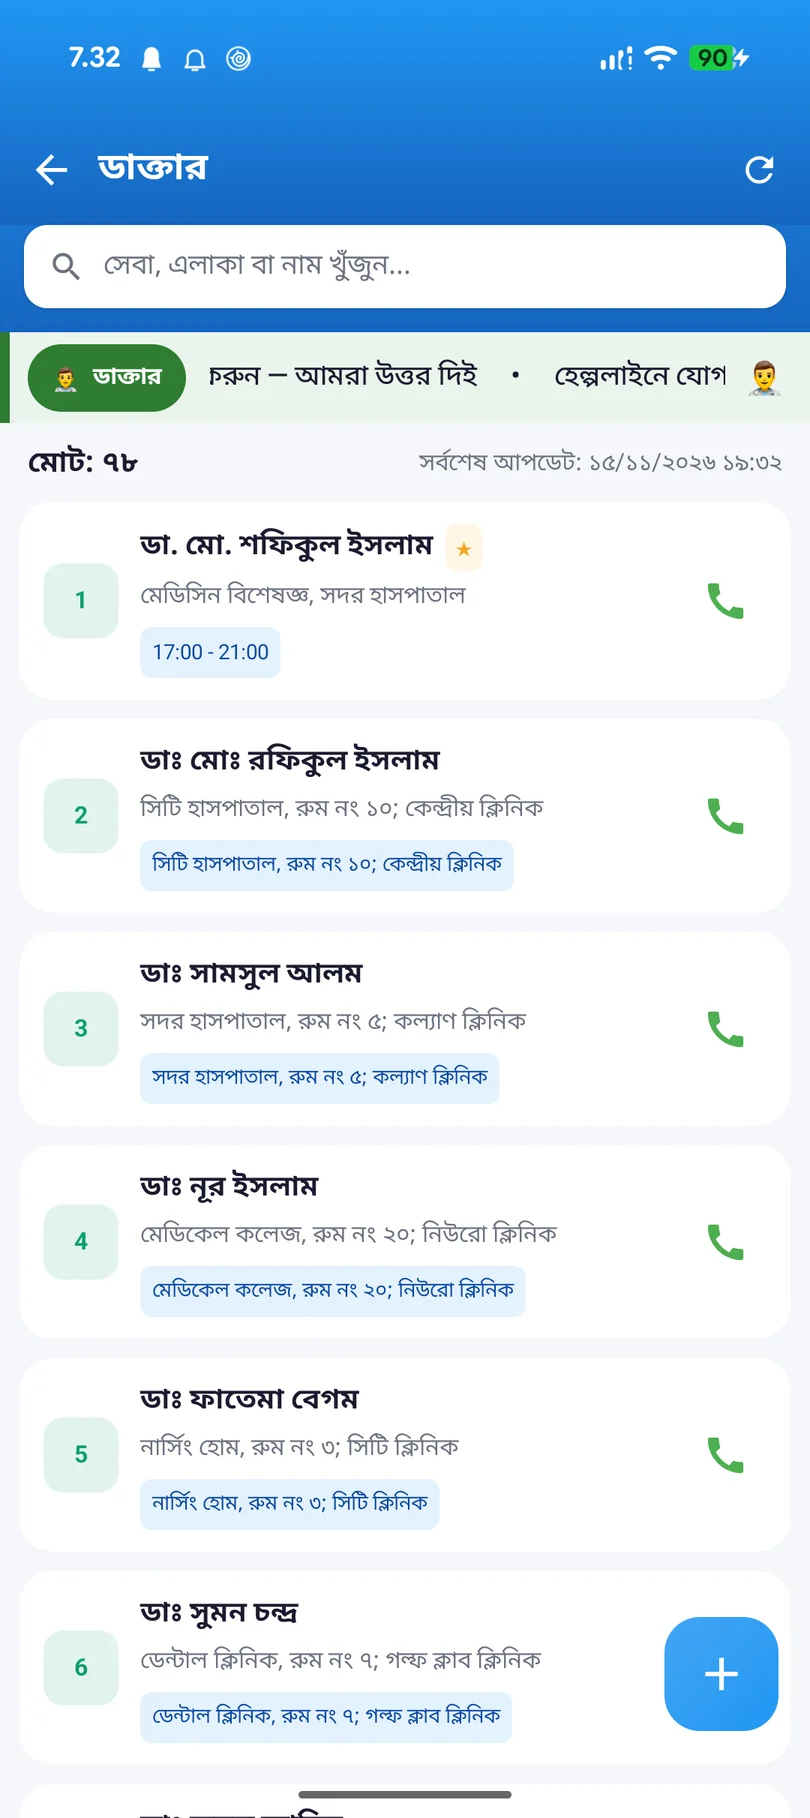 7.32
90
ডাক্তার
সেবা, এলাকা বা নাম খুঁজুন...
ডাক্তার
করুন — আমরা উত্তর দিই • হেল্পলাইনে যোগ
মোট: ৭৮
সর্বশেষ আপডেট: ১৫/১১/২০২৬ ১৯:৩২
ডা. মো. শফিকুল ইসলাম
1
মেডিসিন বিশেষজ্ঞ, সদর হাসপাতাল
17:00 - 21:00
ডাঃ মোঃ রফিকুল ইসলাম
2
সিটি হাসপাতাল, রুম নং ১০; কেন্দ্রীয় ক্লিনিক
সিটি হাসপাতাল, রুম নং ১০; কেন্দ্রীয় ক্লিনিক
ডাঃ সামসুল আলম
3
সদর হাসপাতাল, রুম নং ৫; কল্যাণ ক্লিনিক
সদর হাসপাতাল, রুম নং ৫; কল্যাণ ক্লিনিক
ডাঃ নূর ইসলাম
4
মেডিকেল কলেজ, রুম নং ২০; নিউরো ক্লিনিক
মেডিকেল কলেজ, রুম নং ২০; নিউরো ক্লিনিক
ডাঃ ফাতেমা বেগম
5
নার্সিং হোম, রুম নং ৩; সিটি ক্লিনিক
নার্সিং হোম, রুম নং ৩; সিটি ক্লিনিক
ডাঃ সুমন চন্দ্র
6
ডেন্টাল ক্লিনিক, রুম নং ৭; গল্ফ ক্লাব ক্লিনিক
ডেন্টাল ক্লিনিক, রুম নং ৭; গল্ফ ক্লাব ক্লিনিক